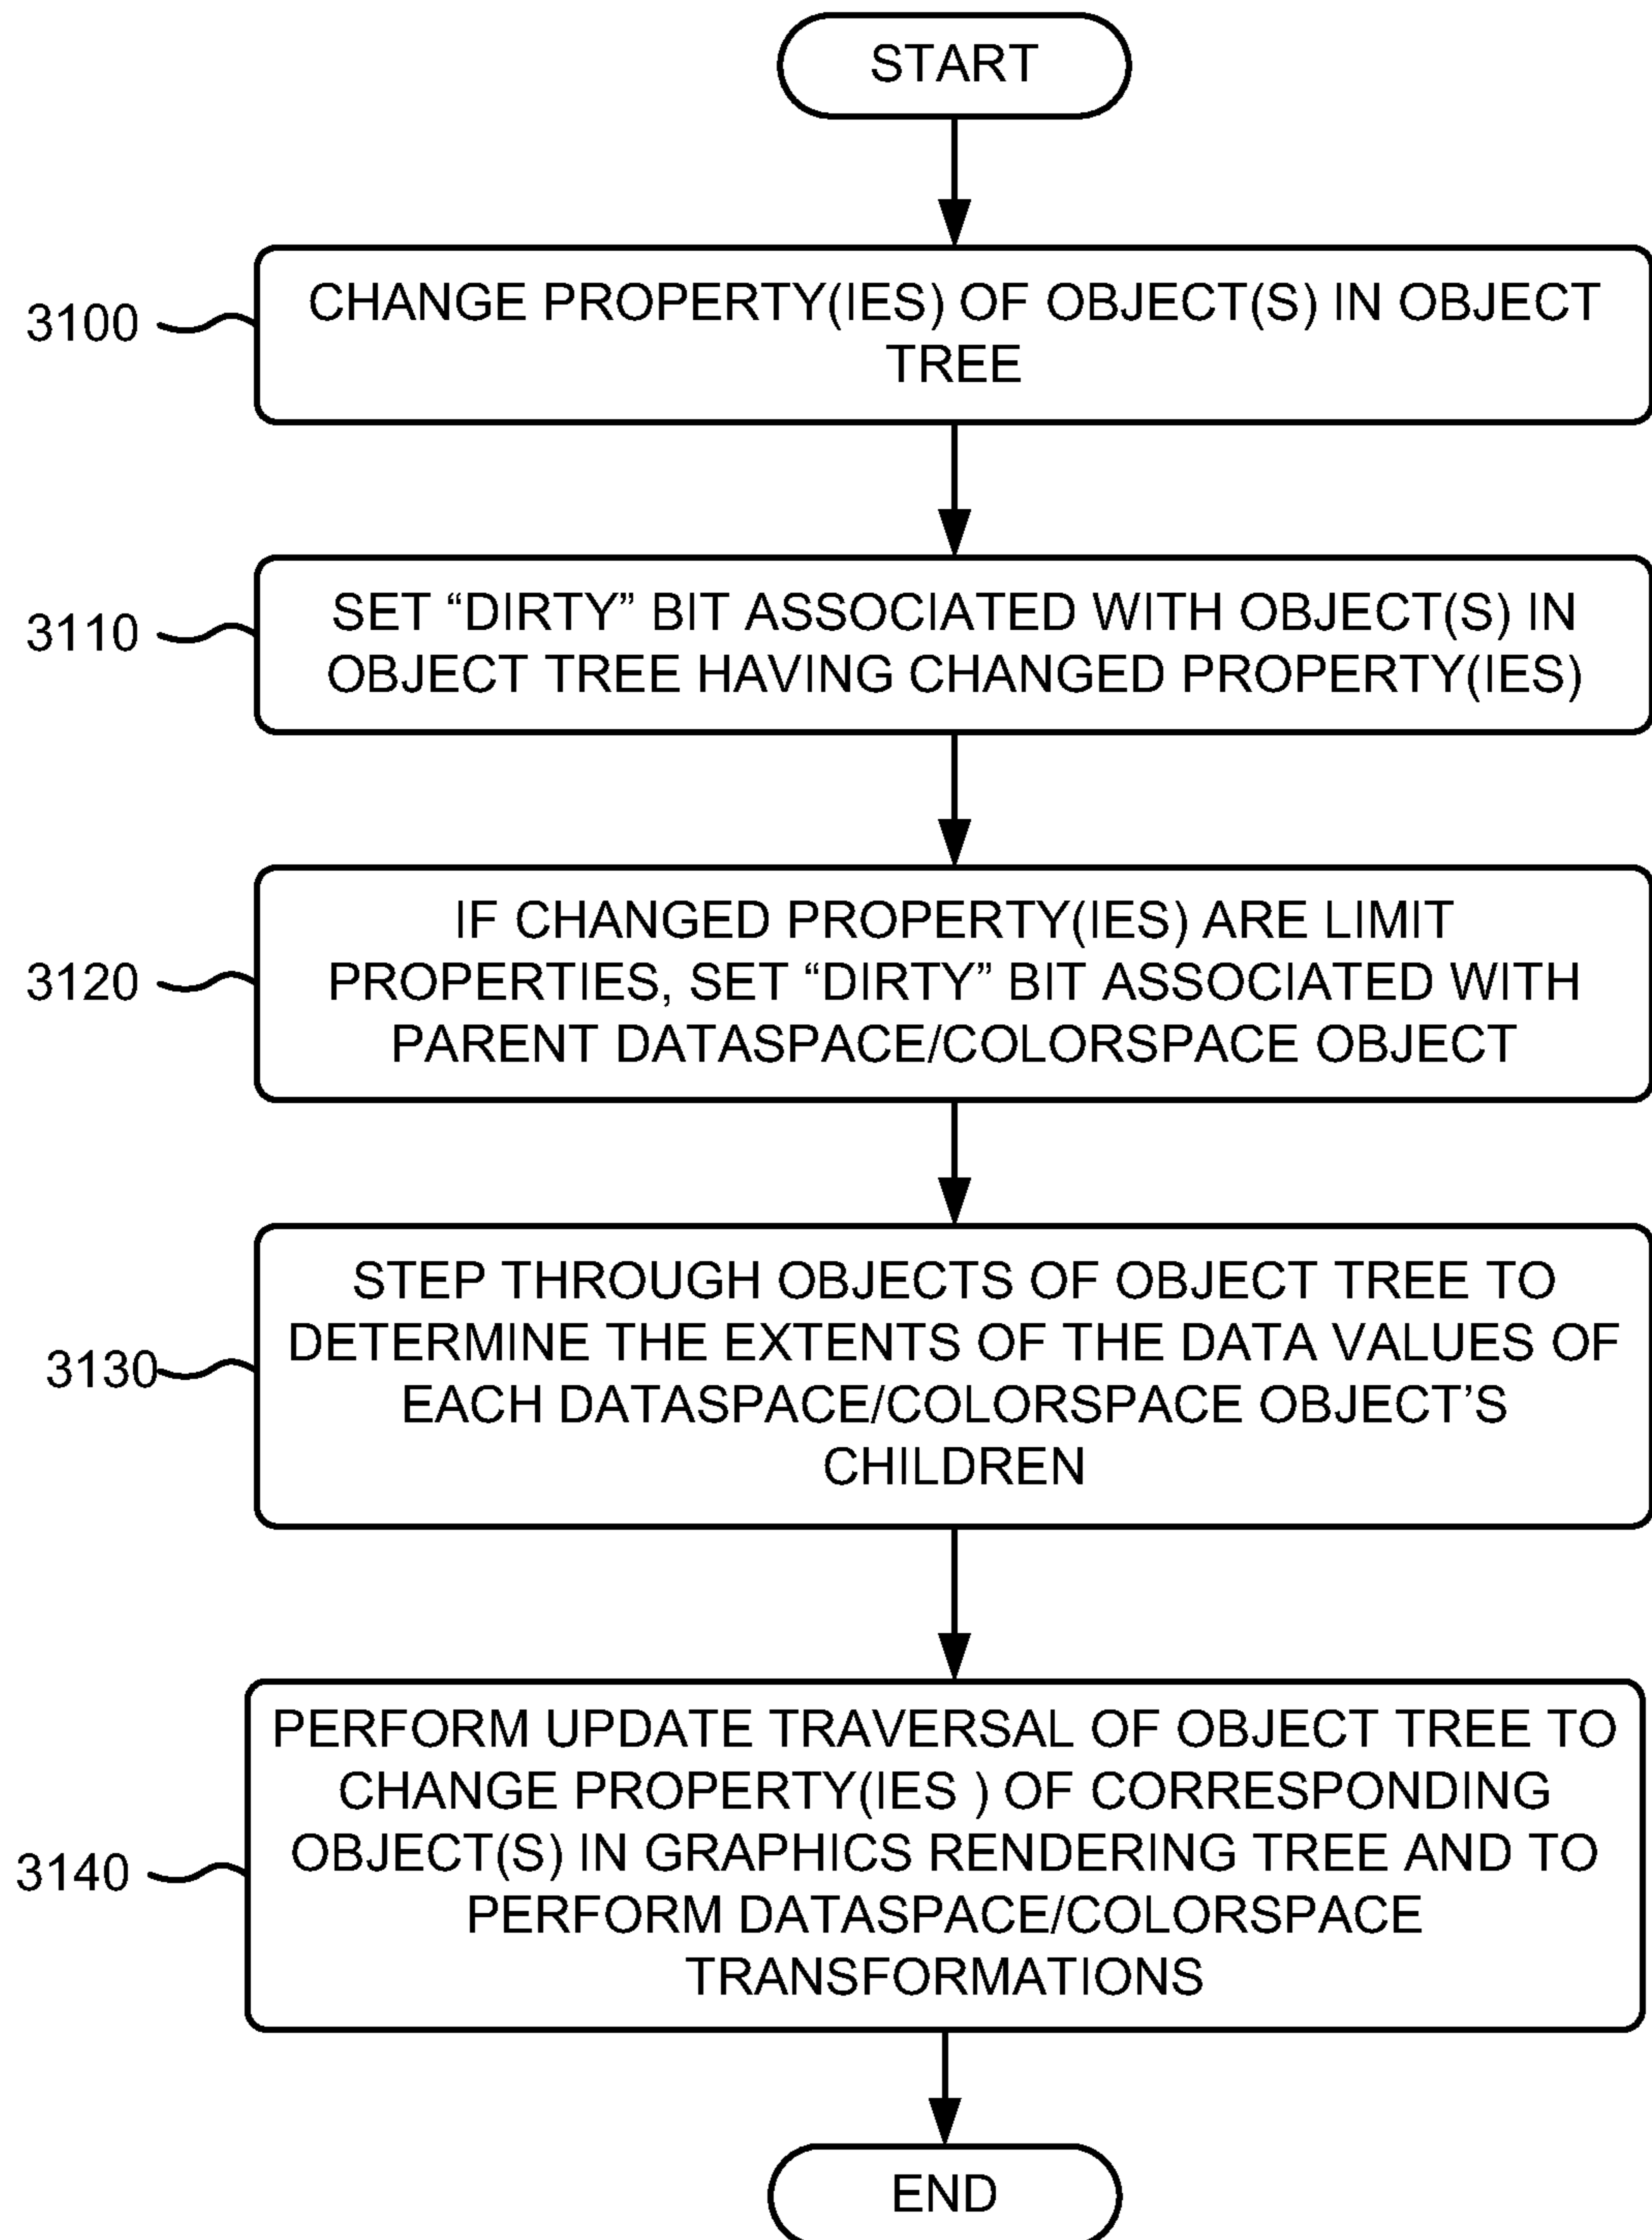 START
3100
CHANGE PROPERTY(IES) OF OBJECT(S) IN OBJECT
TREE
3110
SET “DIRTY” BIT ASSOCIATED WITH OBJECT(S) IN
OBJECT TREE HAVING CHANGED PROPERTY(IES)
3120
IF CHANGED PROPERTY(IES) ARE LIMIT
PROPERTIES, SET “DIRTY” BIT ASSOCIATED WITH
PARENT DATASPACE/COLORSPACE OBJECT
3130
STEP THROUGH OBJECTS OF OBJECT TREE TO
DETERMINE THE EXTENTS OF THE DATA VALUES OF
EACH DATASPACE/COLORSPACE OBJECT’S
CHILDREN
3140
PERFORM UPDATE TRAVERSAL OF OBJECT TREE TO
CHANGE PROPERTY(IES ) OF CORRESPONDING
OBJECT(S) IN GRAPHICS RENDERING TREE AND TO
PERFORM DATASPACE/COLORSPACE
TRANSFORMATIONS
END